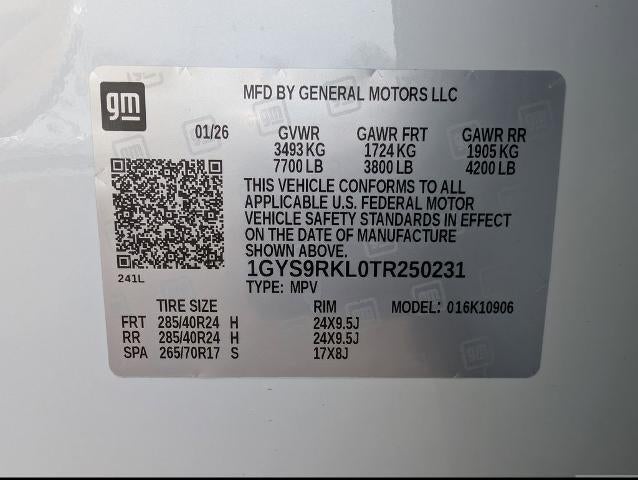 gm
MFD BY GENERAL MOTORS LLC
01/26 GVWR GAWR FRT GAWR RR
3493 KG 1724 KG 1905 KG
7700 LB 3800 LB 4200 LB
THIS VEHICLE CONFORMS TO ALL
APPLICABLE U.S. FEDERAL MOTOR
VEHICLE SAFETY STANDARDS IN EFFECT
ON THE DATE OF MANUFACTURE
SHOWN ABOVE.
1GYS9RKL0TR250231
241L
TYPE: MPV
TIRE SIZE RIM MODEL: 016K10906
FRT 285/40R24 H 24X9.5J
RR 285/40R24 H 24X9.5J
SPA 265/70R17 S 17X8J